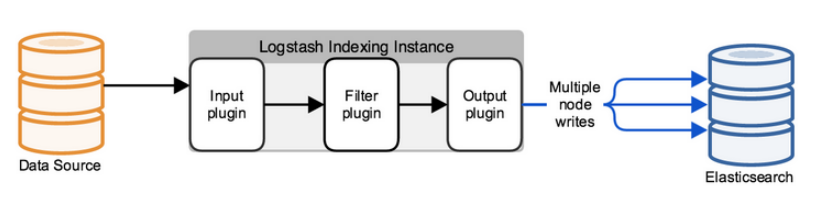 Logstash Indexing Instance
Data Source
Input
plugin
Filter
plugin
Output
plugin
Multiple
node
writes
Elasticsearch